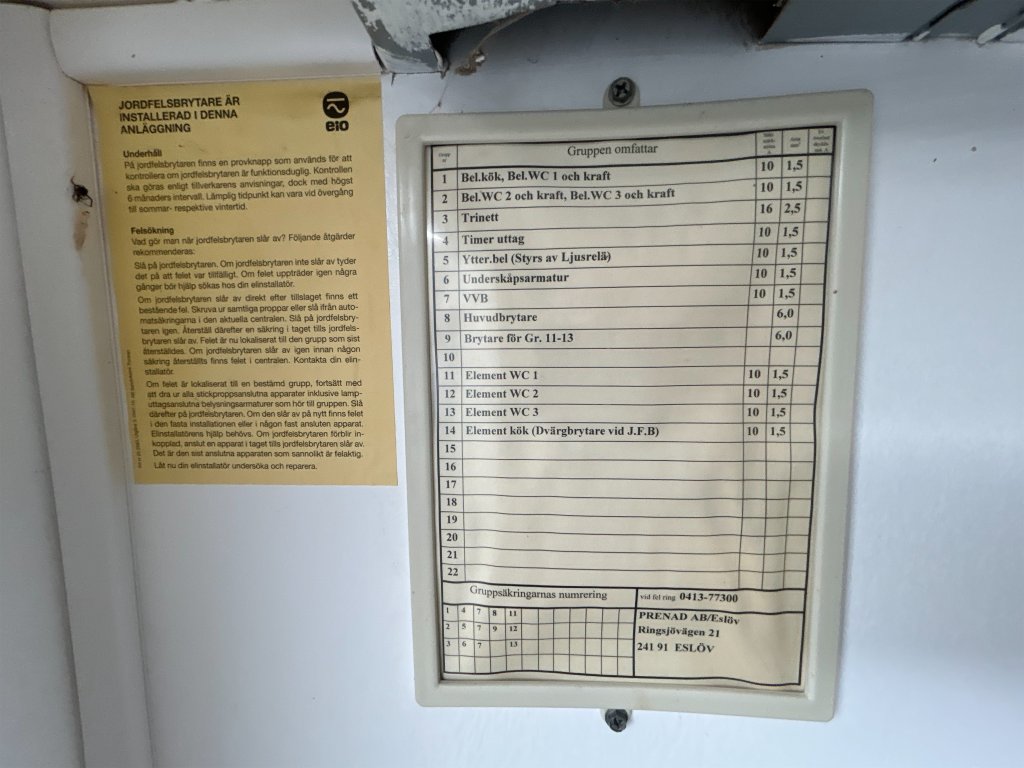 JORDFELSBRYTARE ÄR
INSTALLERAD I DENNA
ANLÄGGNING
eio
Underhåll
På jordfelsbrytaren finns en provknapp som används för att
kontrollera om jordfelsbrytaren är funktionsduglig. Kontrollen
ska göras enligt tillverkarens anvisningar, dock med högst
6 månaders intervall. Lämplig tidpunkt kan vara vid övergång
till sommar- respektive vintertid.
Felsökning
Vad gör man när jordfelsbrytaren slår av? Följande åtgärder
rekommenderas:
Slå på jordfelsbrytaren. Om jordfelsbrytaren inte slår av tyder
det på att felet var tillfälligt. Om felet uppträder igen några
gånger bör hjälp sökas hos din elinstallatör.
Om jordfelsbrytaren slår av direkt efter tillslaget finns ett
bestående fel. Skruva ur samtliga proppar eller slå ifrån auto-
matsäkringarna i den aktuella centralen. Slå på jordfelsbry-
taren igen. Återställ därefter en säkring i taget tills jordfels-
brytaren slår av. Felet är nu lokaliserat till den grupp som sist
återställdes. Om jordfelsbrytaren slår av igen innan någon
säkring återställts finns felet i centralen. Kontakta din elin-
stallatör.
Om felet är lokaliserat till en bestämd grupp, fortsätt med
att dra ur alla stickproppsanslutna apparater inklusive lamp-
uttagsanslutna belysningsarmaturer som hör till gruppen. Slå
därefter på jordfelsbrytaren. Om den slår av på nytt finns felet
i den fasta installationen eller i någon fast ansluten apparat.
Elinstallatörens hjälp behövs. Om jordfelsbrytaren förblir in-
kopplad, anslut en apparat i taget tills jordfelsbrytaren slår av.
Det är den sist anslutna apparaten som sannolikt är felaktig.
Låt nu din elinstallatör undersöka och reparera.
Grupp nr Gruppen omfattar
1 Bel.kök, Bel.WC 1 och kraft 10 1,5
2 Bel.WC 2 och kraft, Bel.WC 3 och kraft 10 1,5
3 Trinett 16 2,5
4 Timer uttag 10 1,5
5 Ytter.bel (Styrs av Ljusrelä) 10 1,5
6 Underskåpsarmatur 10 1,5
7 VVB 10 1,5
8 Huvudbrytare 6,0
9 Brytare för Gr. 11-13 6,0
10
11 Element WC 1 10 1,5
12 Element WC 2 10 1,5
13 Element WC 3 10 1,5
14 Element kök (Dvärgbrytare vid J.F.B) 10 1,5
15
16
17
18
19
20
21
22
Gruppsäkringarnas numrering
1 4 7 8 11
2 5 7 9 12
3 6 7 13
vid fel ring 0413-77300
PRENAD AB/Eslöv
Ringsjövägen 21
241 91 ESLÖV